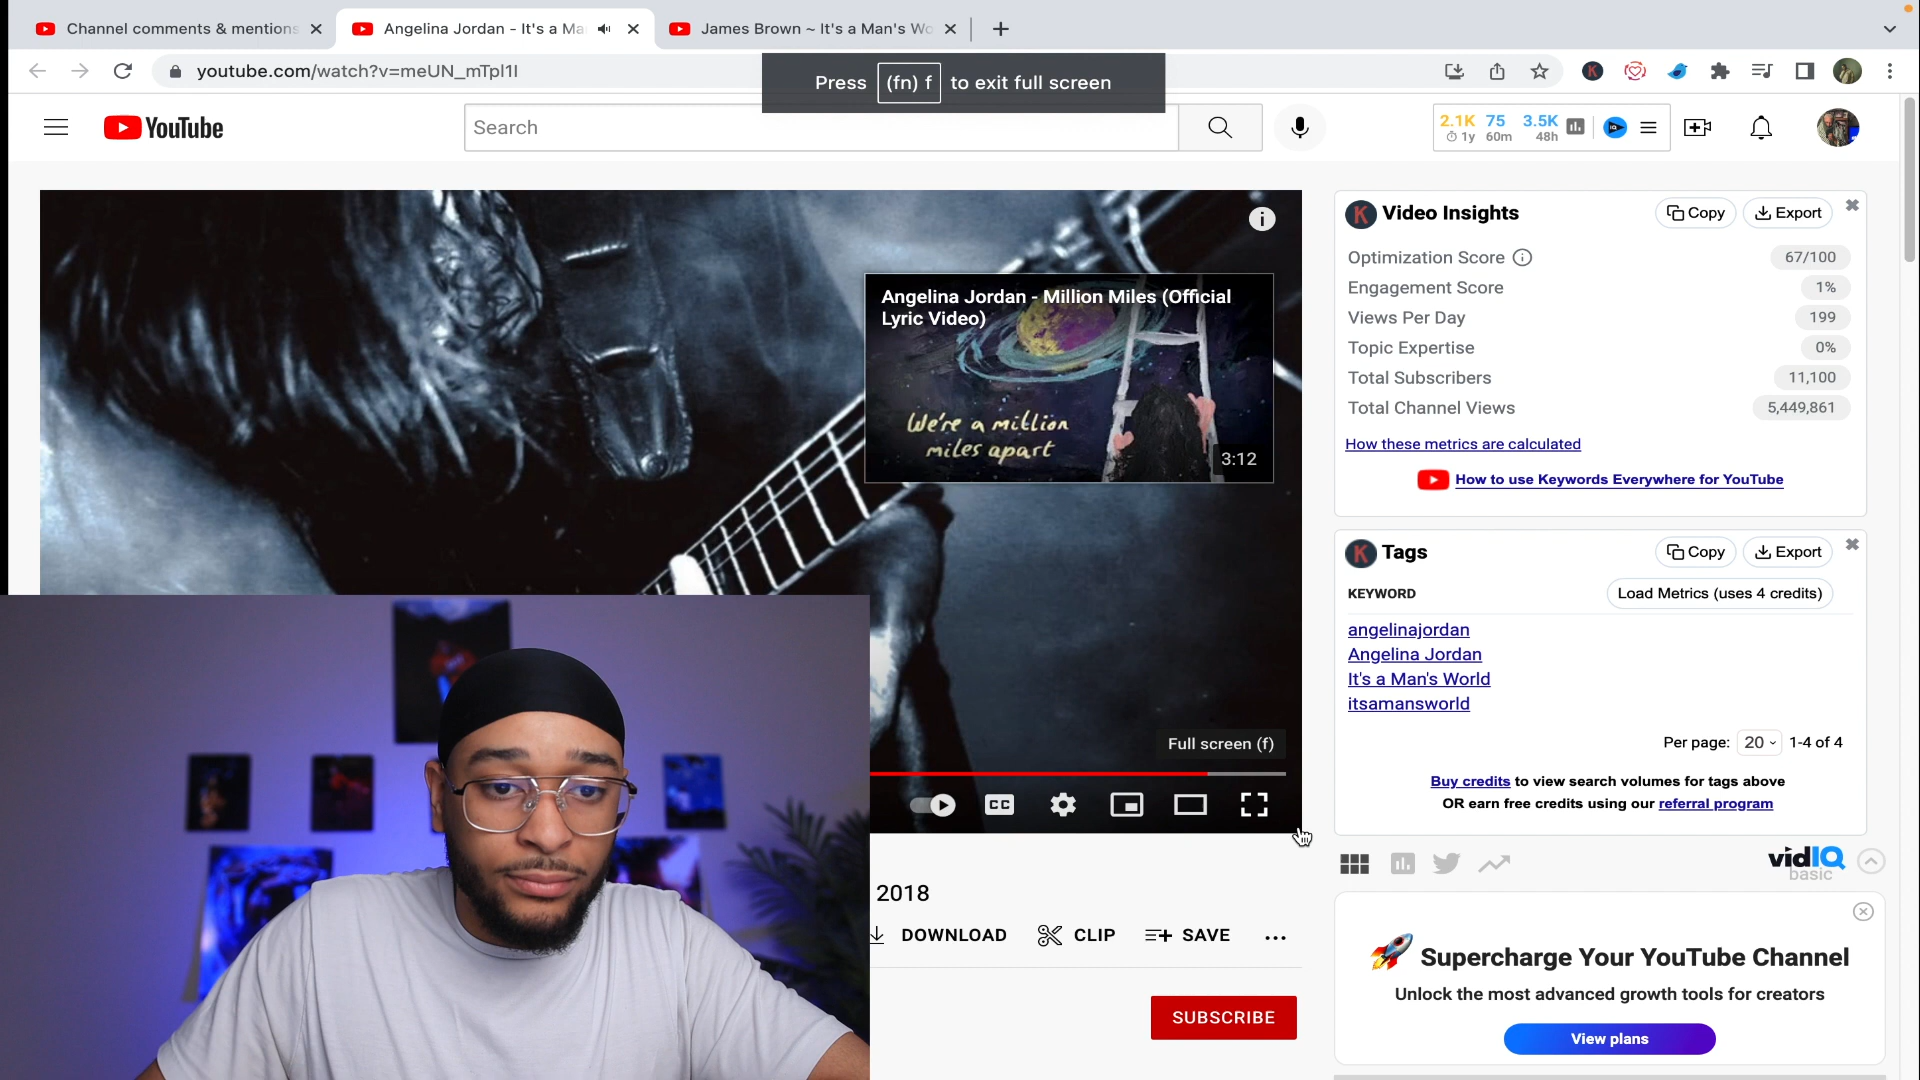 Channel comments & mentions
Angelina Jordan - It's a Ma
James Brown ~ It's a Man's Wo
youtube.com/watch?v=meUN_mTpl1I
Press (fn) f to exit full screen
YouTube
Search
2.1K 75 3.5K
1y 60m 48h
Angelina Jordan - Million Miles (Official
Lyric Video)
We're a million
miles apart
3:12
Full screen (f)
CC
2018
DOWNLOAD CLIP SAVE
SUBSCRIBE
Video Insights Copy Export
Optimization Score 67/100
Engagement Score 1%
Views Per Day 199
Topic Expertise 0%
Total Subscribers 11,100
Total Channel Views 5,449,861
How these metrics are calculated
How to use Keywords Everywhere for YouTube
Tags Copy Export
KEYWORD Load Metrics (uses 4 credits)
angelinajordan
Angelina Jordan
It's a Man's World
itsamansworld
Per page: 20 1-4 of 4
Buy credits to view search volumes for tags above
OR earn free credits using our referral program
vidIQ
basic
Supercharge Your YouTube Channel
Unlock the most advanced growth tools for creators
View plans